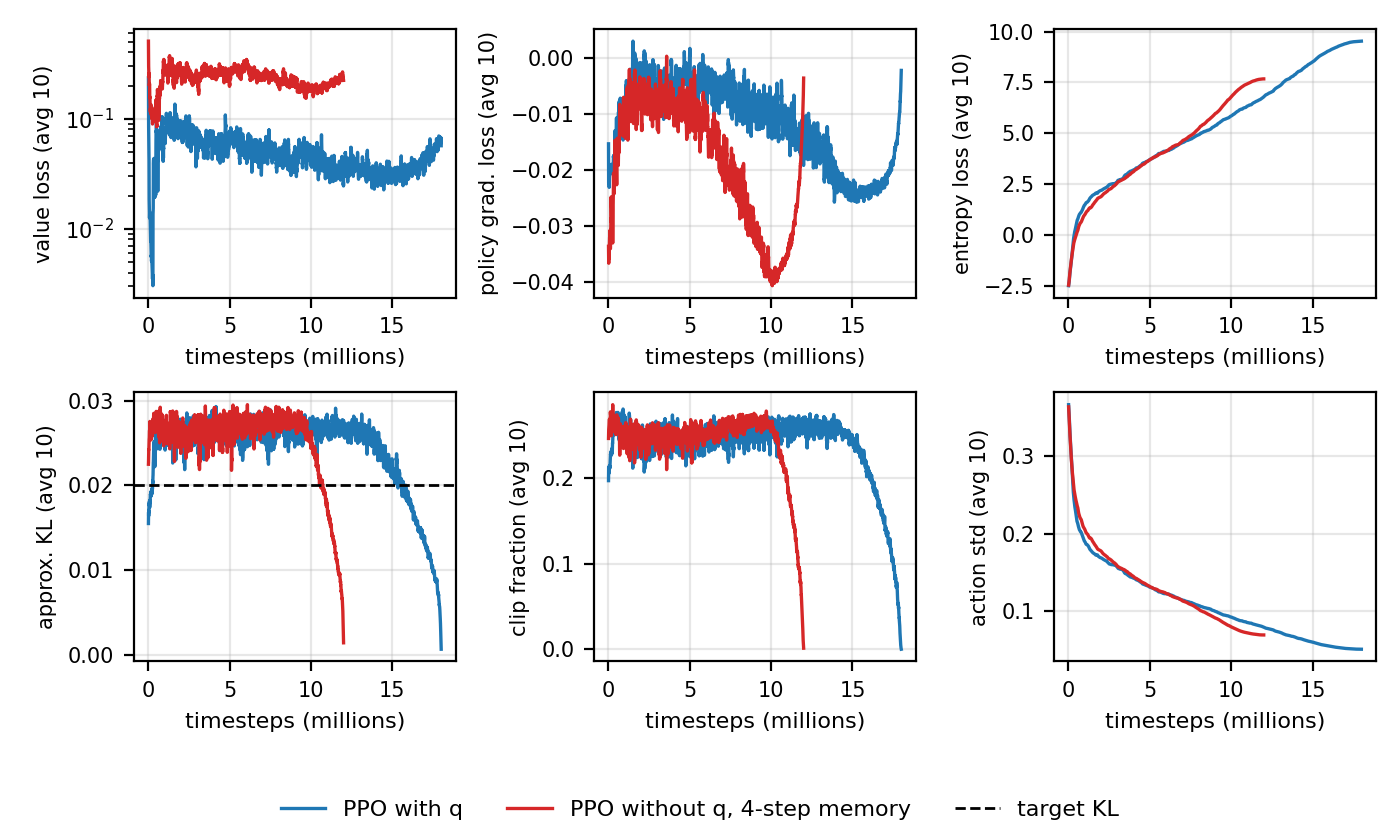 value loss (avg 10)
10⁻¹
10⁻²
0 5 10 15
timesteps (millions)
policy grad. loss (avg 10)
0.00
−0.01
−0.02
−0.03
−0.04
0 5 10 15
timesteps (millions)
entropy loss (avg 10)
10.0
7.5
5.0
2.5
0.0
−2.5
0 5 10 15
timesteps (millions)
approx. KL (avg 10)
0.03
0.02
0.01
0.00
0 5 10 15
timesteps (millions)
clip fraction (avg 10)
0.2
0.1
0.0
0 5 10 15
timesteps (millions)
action std (avg 10)
0.3
0.2
0.1
0 5 10 15
timesteps (millions)
PPO with q PPO without q, 4-step memory target KL